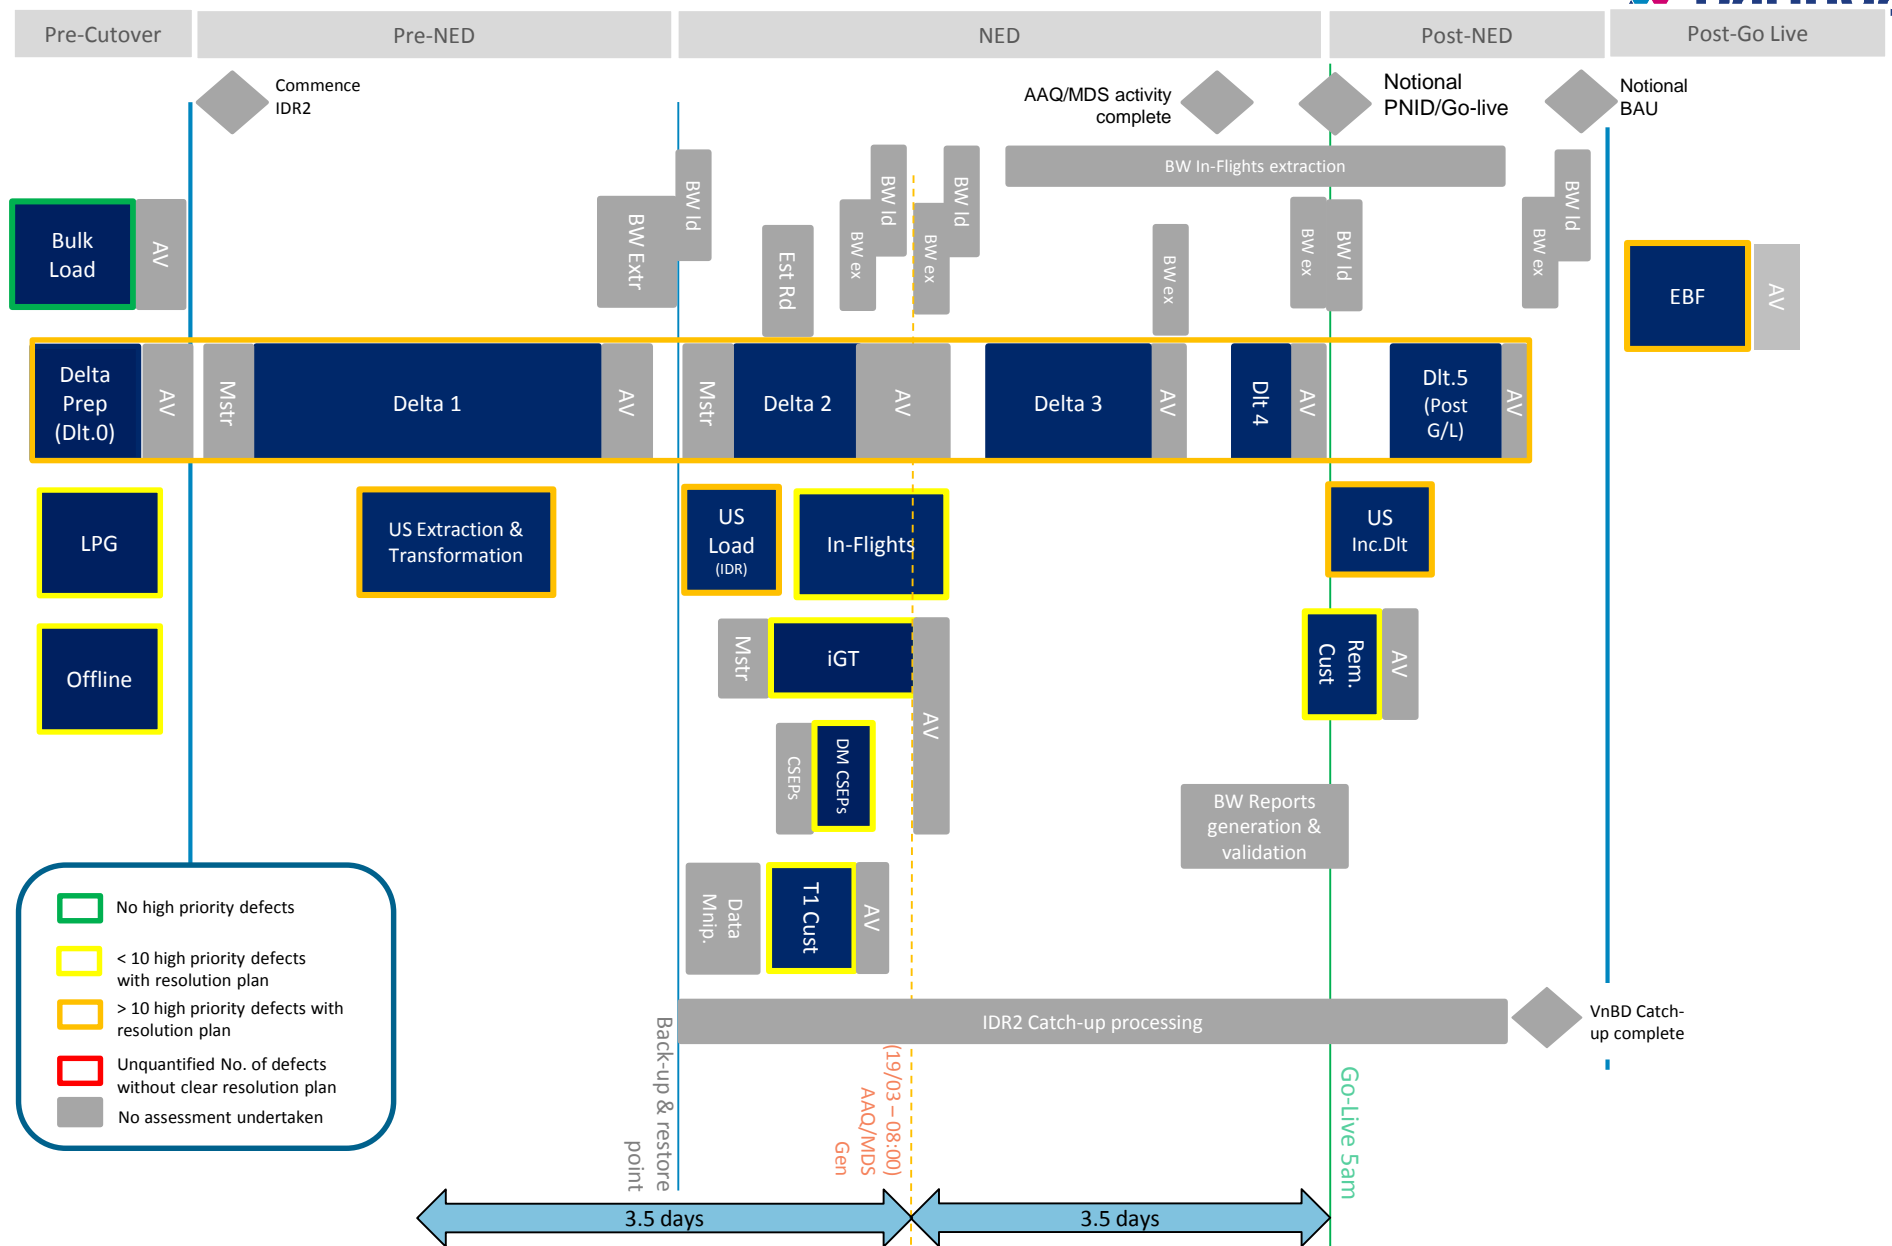 Pre-Cutover
Pre-NED
NED
Post-NED
Post-Go Live
Commence
IDR2
AAQ/MDS activity
complete
Notional
PNID/Go-live
Notional
BAU
BW In-Flights extraction
Bulk
Load
AV
BW Extr
BW ld
Est Rd
BW ex
BW ld
BW ex
BW ld
BW ex
BW ex
BW ld
BW ex
BW ld
EBF
AV
Delta
Prep
(Dlt.0)
AV
Mstr
Delta 1
AV
Mstr
Delta 2
AV
Delta 3
AV
Dlt 4
AV
Dlt.5
(Post
G/L)
AV
LPG
US Extraction &
Transformation
US
Load
(IDR)
In-Flights
US
Inc.Dlt
Offline
Mstr
iGT
AV
Rem.
Cust
AV
CSEPs
DM CSEPs
BW Reports
generation &
validation
Data
Mnip.
T1 Cust
AV
No high priority defects
< 10 high priority defects
with resolution plan
> 10 high priority defects with
resolution plan
Unquantified No. of defects
without clear resolution plan
No assessment undertaken
IDR2 Catch-up processing
VnBD Catch-
up complete
Back-up & restore
point
(19/03 – 08:00)
AAQ/MDS
Gen
Go-Live 5am
3.5 days
3.5 days